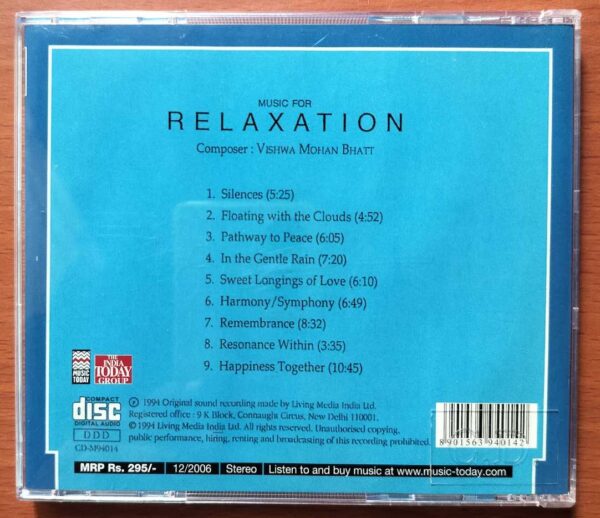 MUSIC FOR
RELAXATION
Composer : VISHWA MOHAN BHATT
1. Silences (5:25)
2. Floating with the Clouds (4:52)
3. Pathway to Peace (6:05)
4. In the Gentle Rain (7:20)
5. Sweet Longings of Love (6:10)
6. Harmony/Symphony (6:49)
7. Remembrance (8:32)
8. Resonance Within (3:35)
9. Happiness Together (10:45)
MUSIC
TODAY
THE
INDIA
TODAY
GROUP
COMPACT
disc
DIGITAL AUDIO
DDD
CD-M94014
℗ 1994 Original sound recording made by Living Media India Ltd.
Registered office : 9 K Block, Connaught Circus, New Delhi 110001.
© 1994 Living Media India Ltd. All rights reserved. Unauthorised copying,
public performance, hiring, renting and broadcasting of this recording prohibited.
8 901363 940142
MRP Rs. 295/- 12/2006 Stereo Listen to and buy music at www.music-today.com